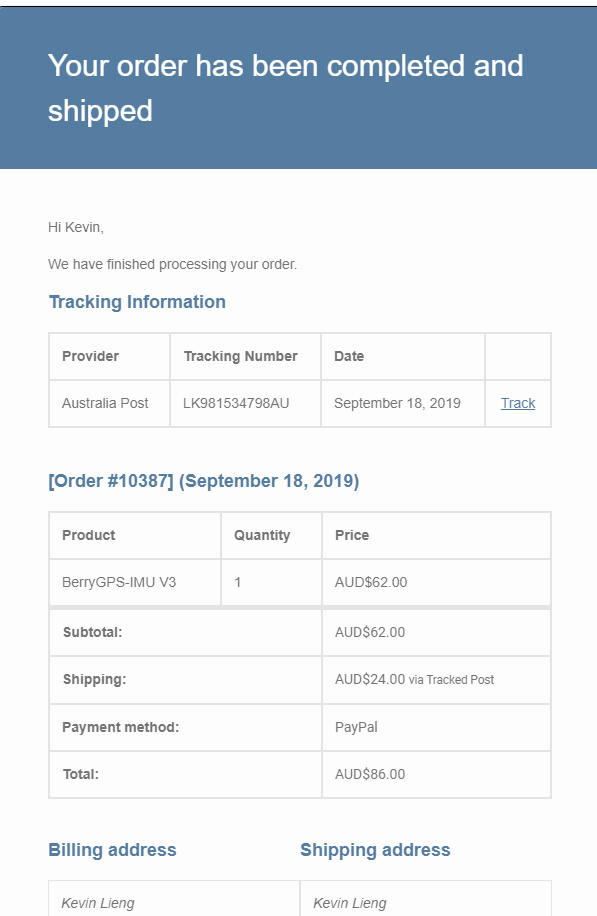 Your order has been completed and
shipped
Hi Kevin,
We have finished processing your order.
Tracking Information
Provider Tracking Number Date
Australia Post LK981534798AU September 18, 2019 Track
[Order #10387] (September 18, 2019)
Product Quantity Price
BerryGPS-IMU V3 1 AUD$62.00
Subtotal: AUD$62.00
Shipping: AUD$24.00 via Tracked Post
Payment method: PayPal
Total: AUD$86.00
Billing address Shipping address
Kevin Lieng Kevin Lieng